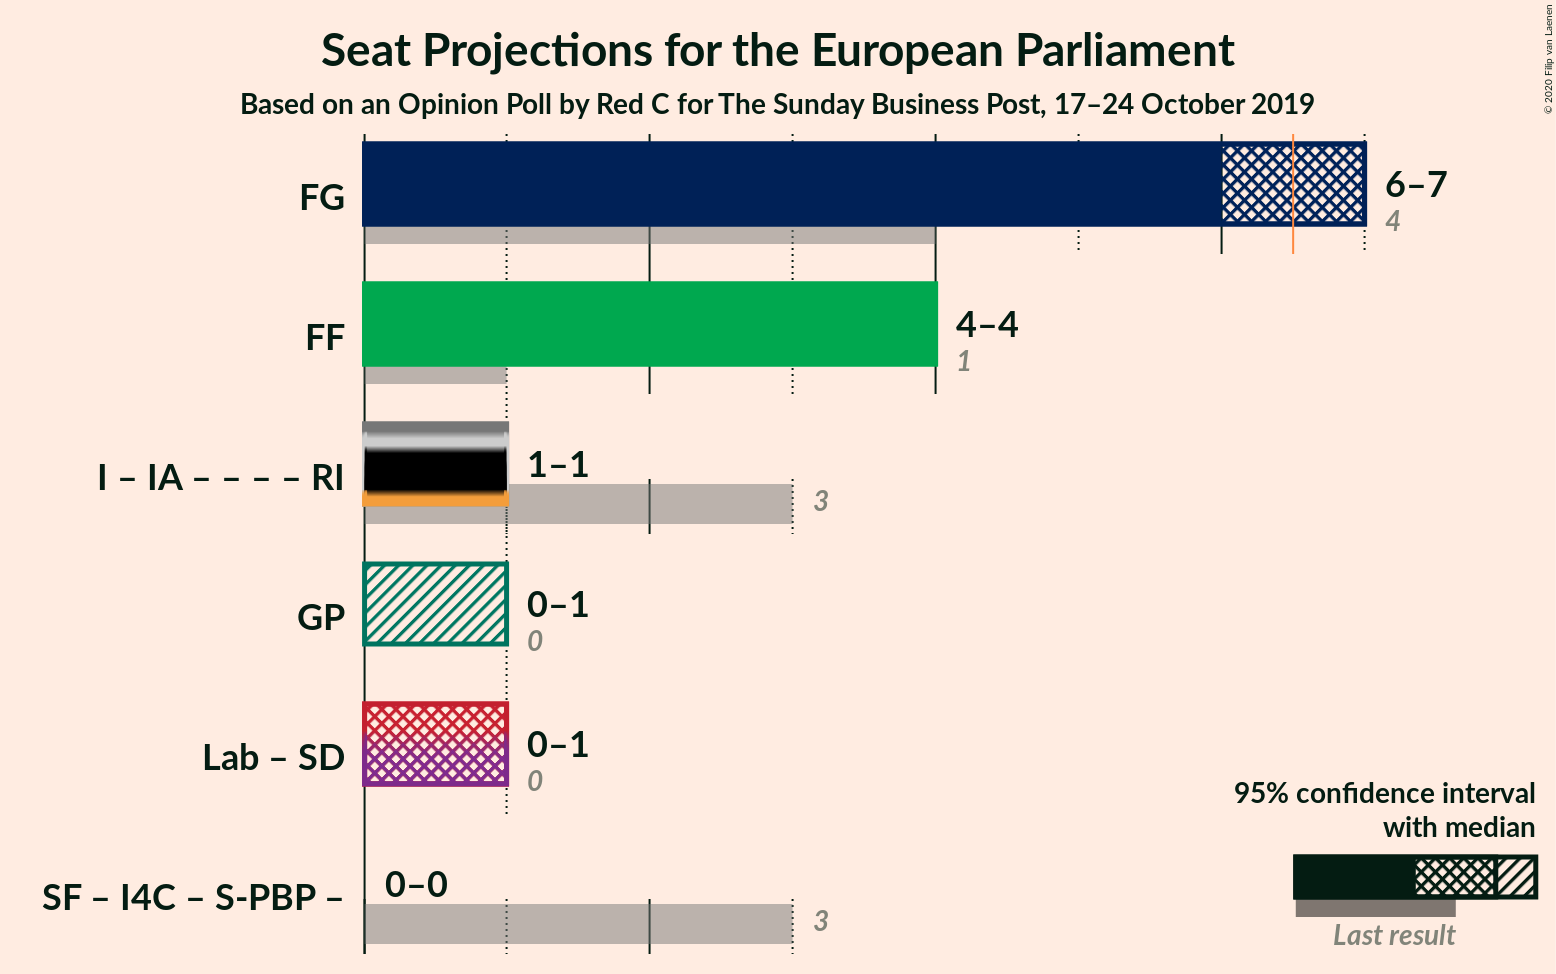 Seat Projections for the European Parliament
Based on an Opinion Poll by Red C for The Sunday Business Post, 17–24 October 2019
© 2020 Filip van Laenen
FG
6–7
4
FF
4–4
1
I – IA – – – – RI
1–1
3
GP
0–1
0
Lab – SD
0–1
0
SF – I4C – S-PBP –
0–0
3
95% confidence interval
with median
Last result